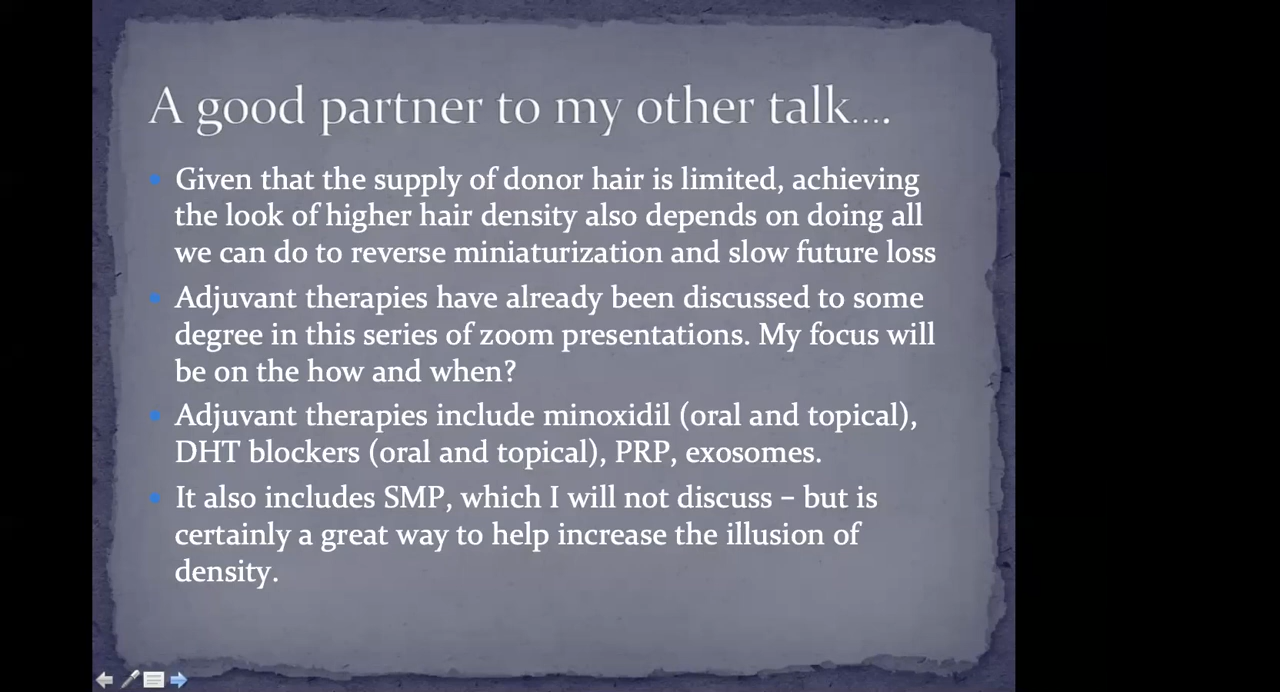 A good partner to my other talk....
Given that the supply of donor hair is limited, achieving
the look of higher hair density also depends on doing all
we can do to reverse miniaturization and slow future loss
Adjuvant therapies have already been discussed to some
degree in this series of zoom presentations. My focus will
be on the how and when?
Adjuvant therapies include minoxidil (oral and topical),
DHT blockers (oral and topical), PRP, exosomes.
It also includes SMP, which I will not discuss – but is
certainly a great way to help increase the illusion of
density.